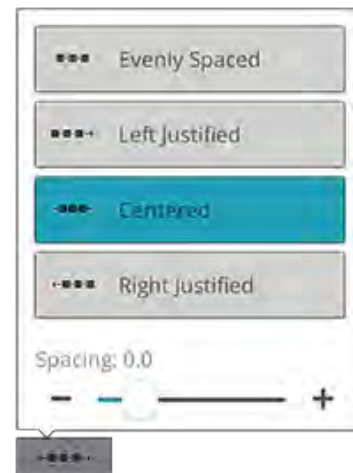 Evenly Spaced
Left Justified
Centered
Right Justified
Spacing: 0.0